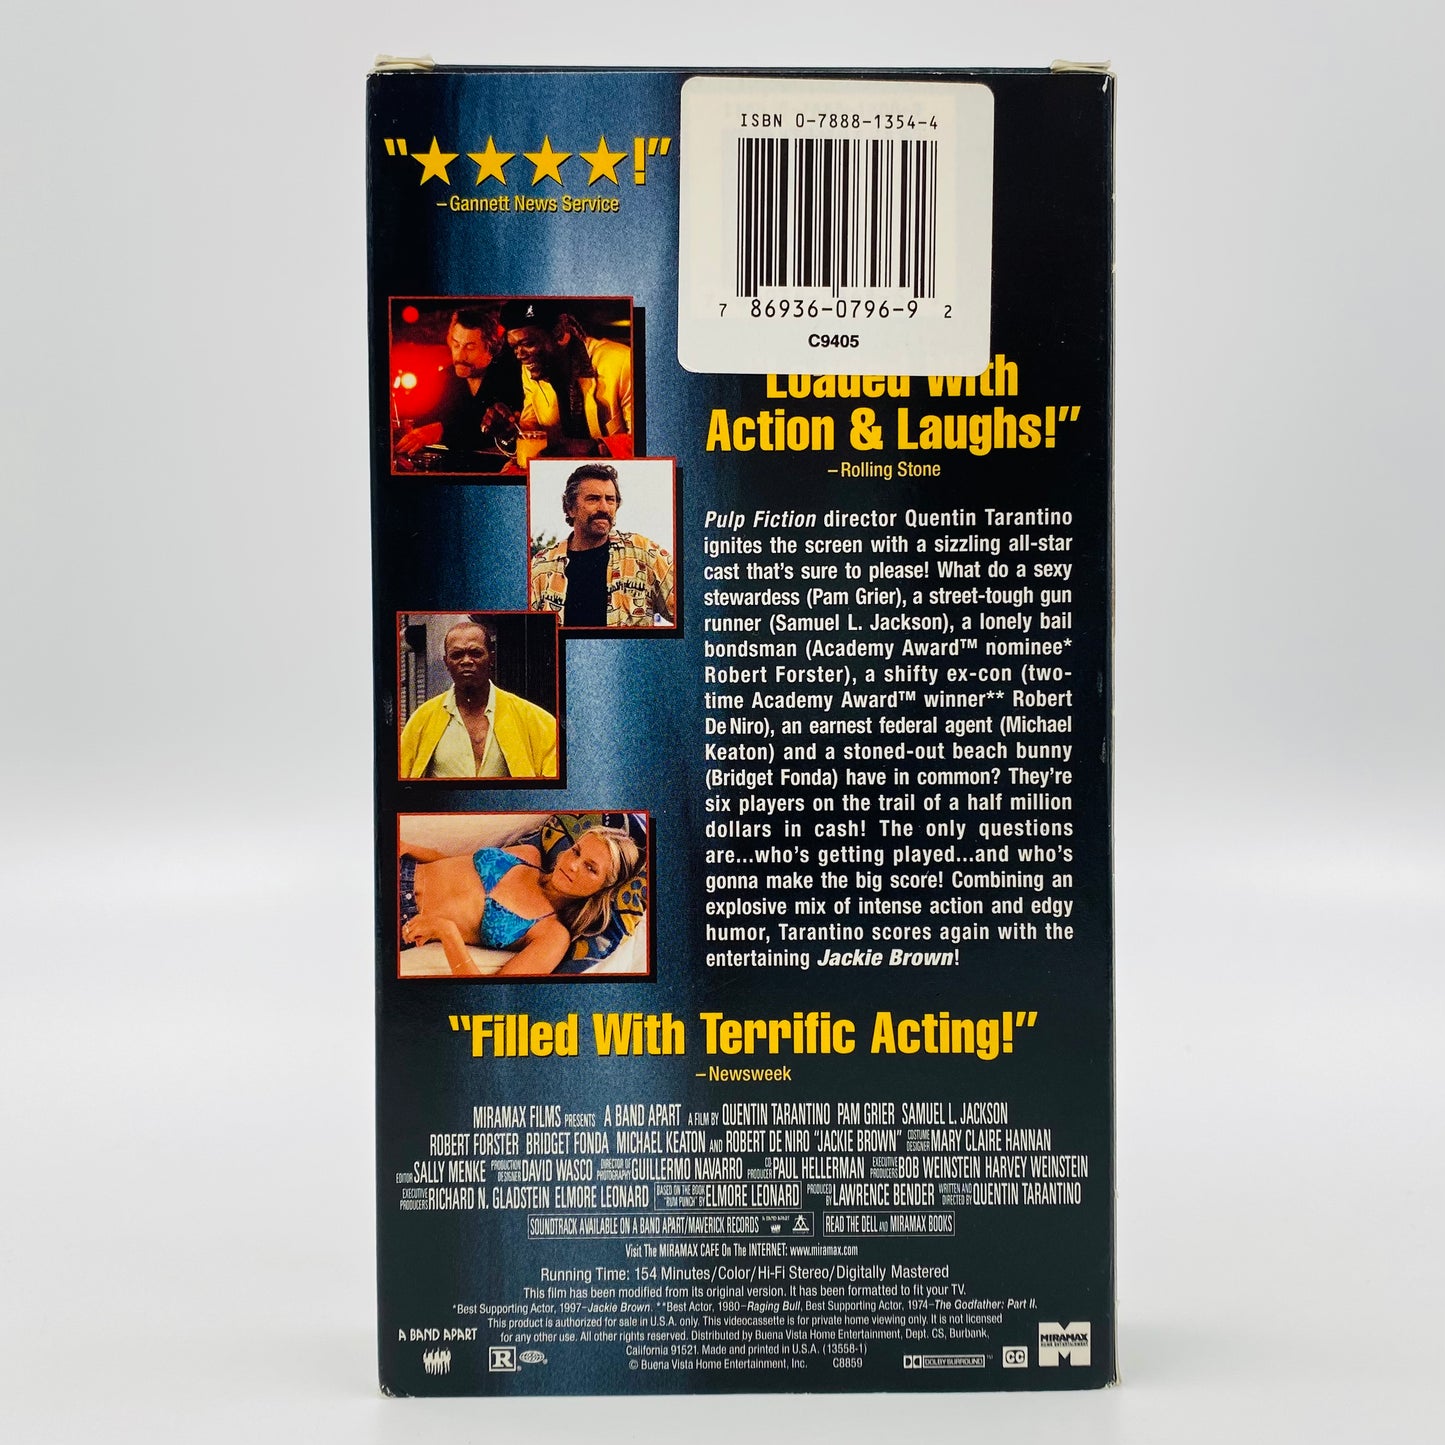 ISBN 0-7888-1354-4
7 86936-0796-9 2
C9405
"★★★★!"
–Gannett News Service
Loaded With
Action & Laughs!"
–Rolling Stone
Pulp Fiction director Quentin Tarantino
ignites the screen with a sizzling all-star
cast that's sure to please! What do a sexy
stewardess (Pam Grier), a street-tough gun
runner (Samuel L. Jackson), a lonely bail
bondsman (Academy Award™ nominee*
Robert Forster), a shifty ex-con (two-
time Academy Award™ winner** Robert
De Niro), an earnest federal agent (Michael
Keaton) and a stoned-out beach bunny
(Bridget Fonda) have in common? They're
six players on the trail of a half million
dollars in cash! The only questions
are...who's getting played...and who's
gonna make the big score! Combining an
explosive mix of intense action and edgy
humor, Tarantino scores again with the
entertaining Jackie Brown!
"Filled With Terrific Acting!"
–Newsweek
MIRAMAX FILMS PRESENTS A BAND APART A FILM BY QUENTIN TARANTINO PAM GRIER SAMUEL L. JACKSON
ROBERT FORSTER BRIDGET FONDA MICHAEL KEATON AND ROBERT DE NIRO "JACKIE BROWN" COSTUME DESIGNER MARY CLAIRE HANNAN
EDITOR SALLY MENKE PRODUCTION DESIGNER DAVID WASCO DIRECTOR OF PHOTOGRAPHY GUILLERMO NAVARRO CO-PRODUCER PAUL HELLERMAN EXECUTIVE PRODUCERS BOB WEINSTEIN HARVEY WEINSTEIN
EXECUTIVE PRODUCERS RICHARD N. GLADSTEIN ELMORE LEONARD BASED ON THE BOOK "RUM PUNCH" BY ELMORE LEONARD PRODUCED BY LAWRENCE BENDER WRITTEN AND DIRECTED BY QUENTIN TARANTINO
SOUNDTRACK AVAILABLE ON A BAND APART/MAVERICK RECORDS A BAND APART READ THE DELL AND MIRAMAX BOOKS
Visit The MIRAMAX CAFE On The INTERNET: www.miramax.com
Running Time: 154 Minutes/Color/Hi-Fi Stereo/Digitally Mastered
This film has been modified from its original version. It has been formatted to fit your TV.
*Best Supporting Actor, 1997–Jackie Brown. **Best Actor, 1980–Raging Bull, Best Supporting Actor, 1974–The Godfather: Part II.
This product is authorized for sale in U.S.A. only. This videocassette is for private home viewing only. It is not licensed
for any other use. All other rights reserved. Distributed by Buena Vista Home Entertainment, Dept. CS, Burbank,
California 91521. Made and printed in U.S.A. (13558-1)
© Buena Vista Home Entertainment, Inc. C8859
A BAND APART
R
DOLBY SURROUND™
CC
MIRAMAX
HOME ENTERTAINMENT